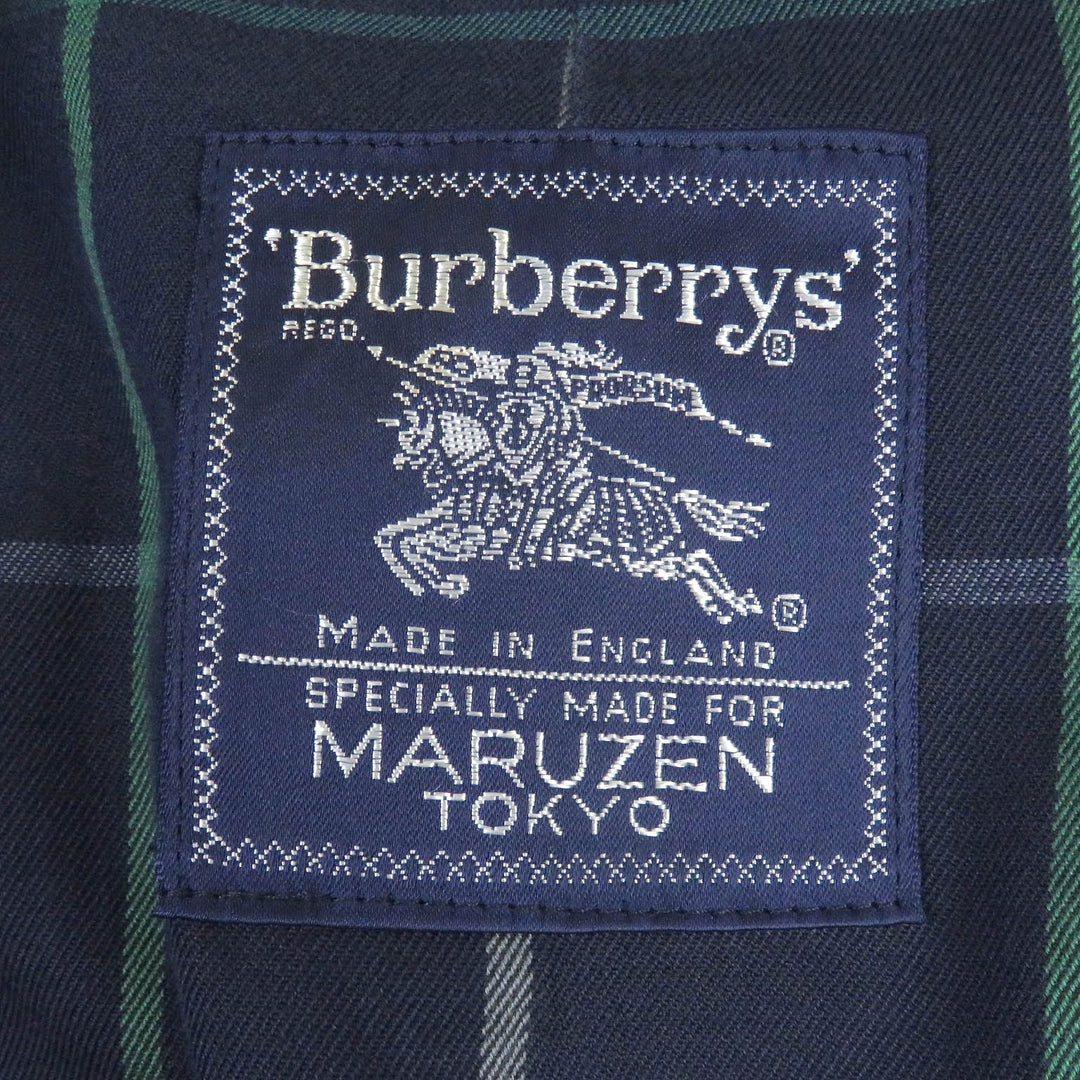 'Burberrys'
REGD. ®
PRORSUM
®
MADE IN ENGLAND
SPECIALLY MADE FOR
MARUZEN
TOKYO